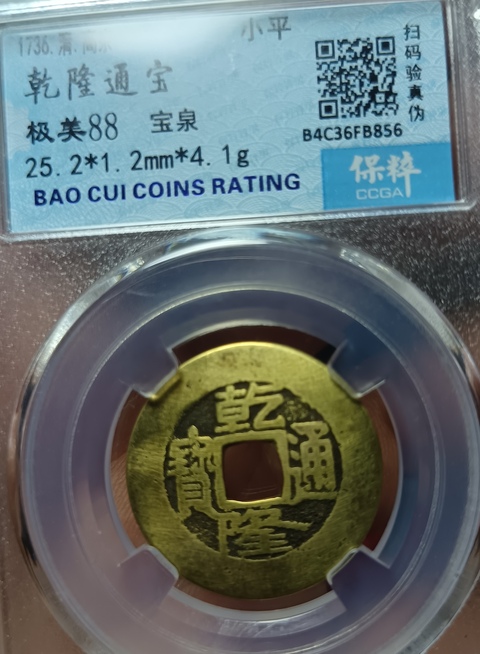 1736.清.高宗
小平
乾隆通宝
极美88 宝泉
25.2*1.2mm*4.1g
BAO CUI COINS RATING
扫码验真伪
B4C36FB856
保粹
CCGA
乾隆通寳